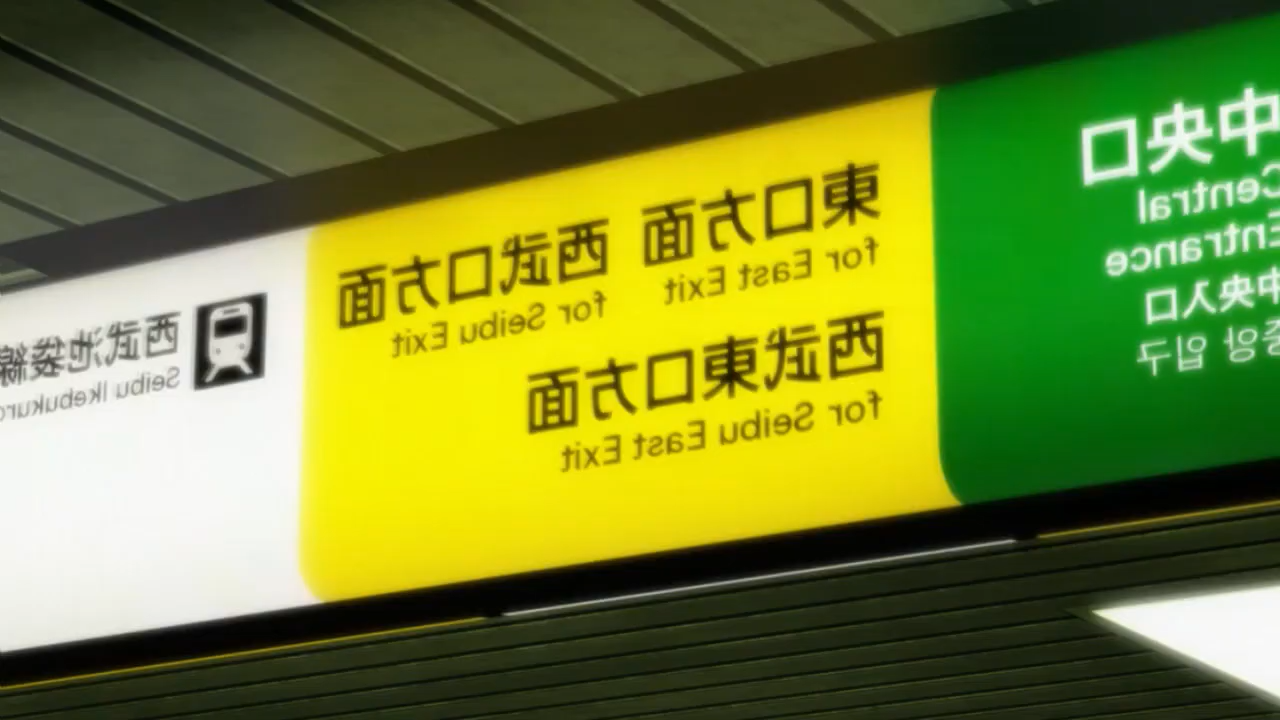 中央口
Central
Entrance
中央入口
중앙 입구
東口方面 西武口方面
for East Exit for Seibu Exit
西武東口方面
for Seibu East Exit
西武池袋線
Seibu Ikebukuro